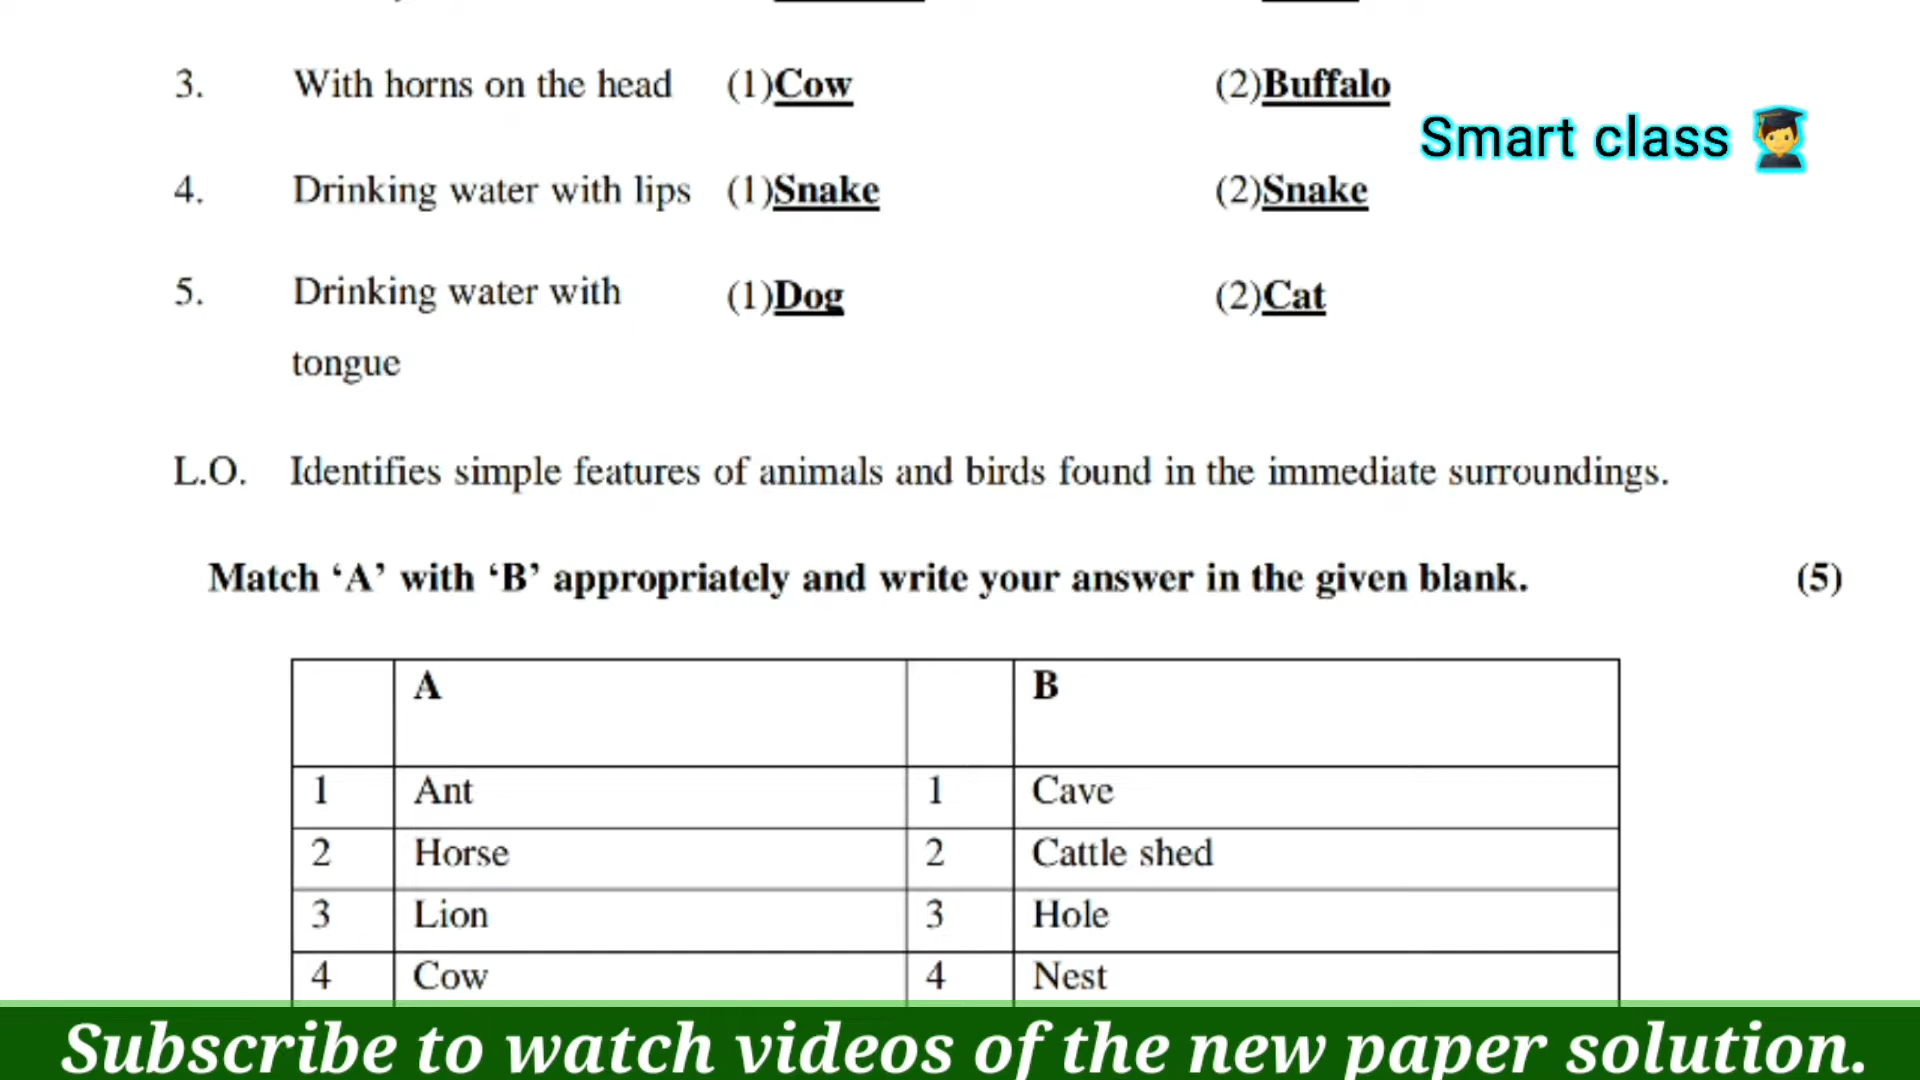 3. With horns on the head (1)Cow (2)Buffalo
Smart class
4. Drinking water with lips (1)Snake (2)Snake
5. Drinking water with (1)Dog (2)Cat
tongue
L.O. Identifies simple features of animals and birds found in the immediate surroundings.
Match ‘A’ with ‘B’ appropriately and write your answer in the given blank. (5)
A B
1 Ant 1 Cave
2 Horse 2 Cattle shed
3 Lion 3 Hole
4 Cow 4 Nest
Subscribe to watch videos of the new paper solution.